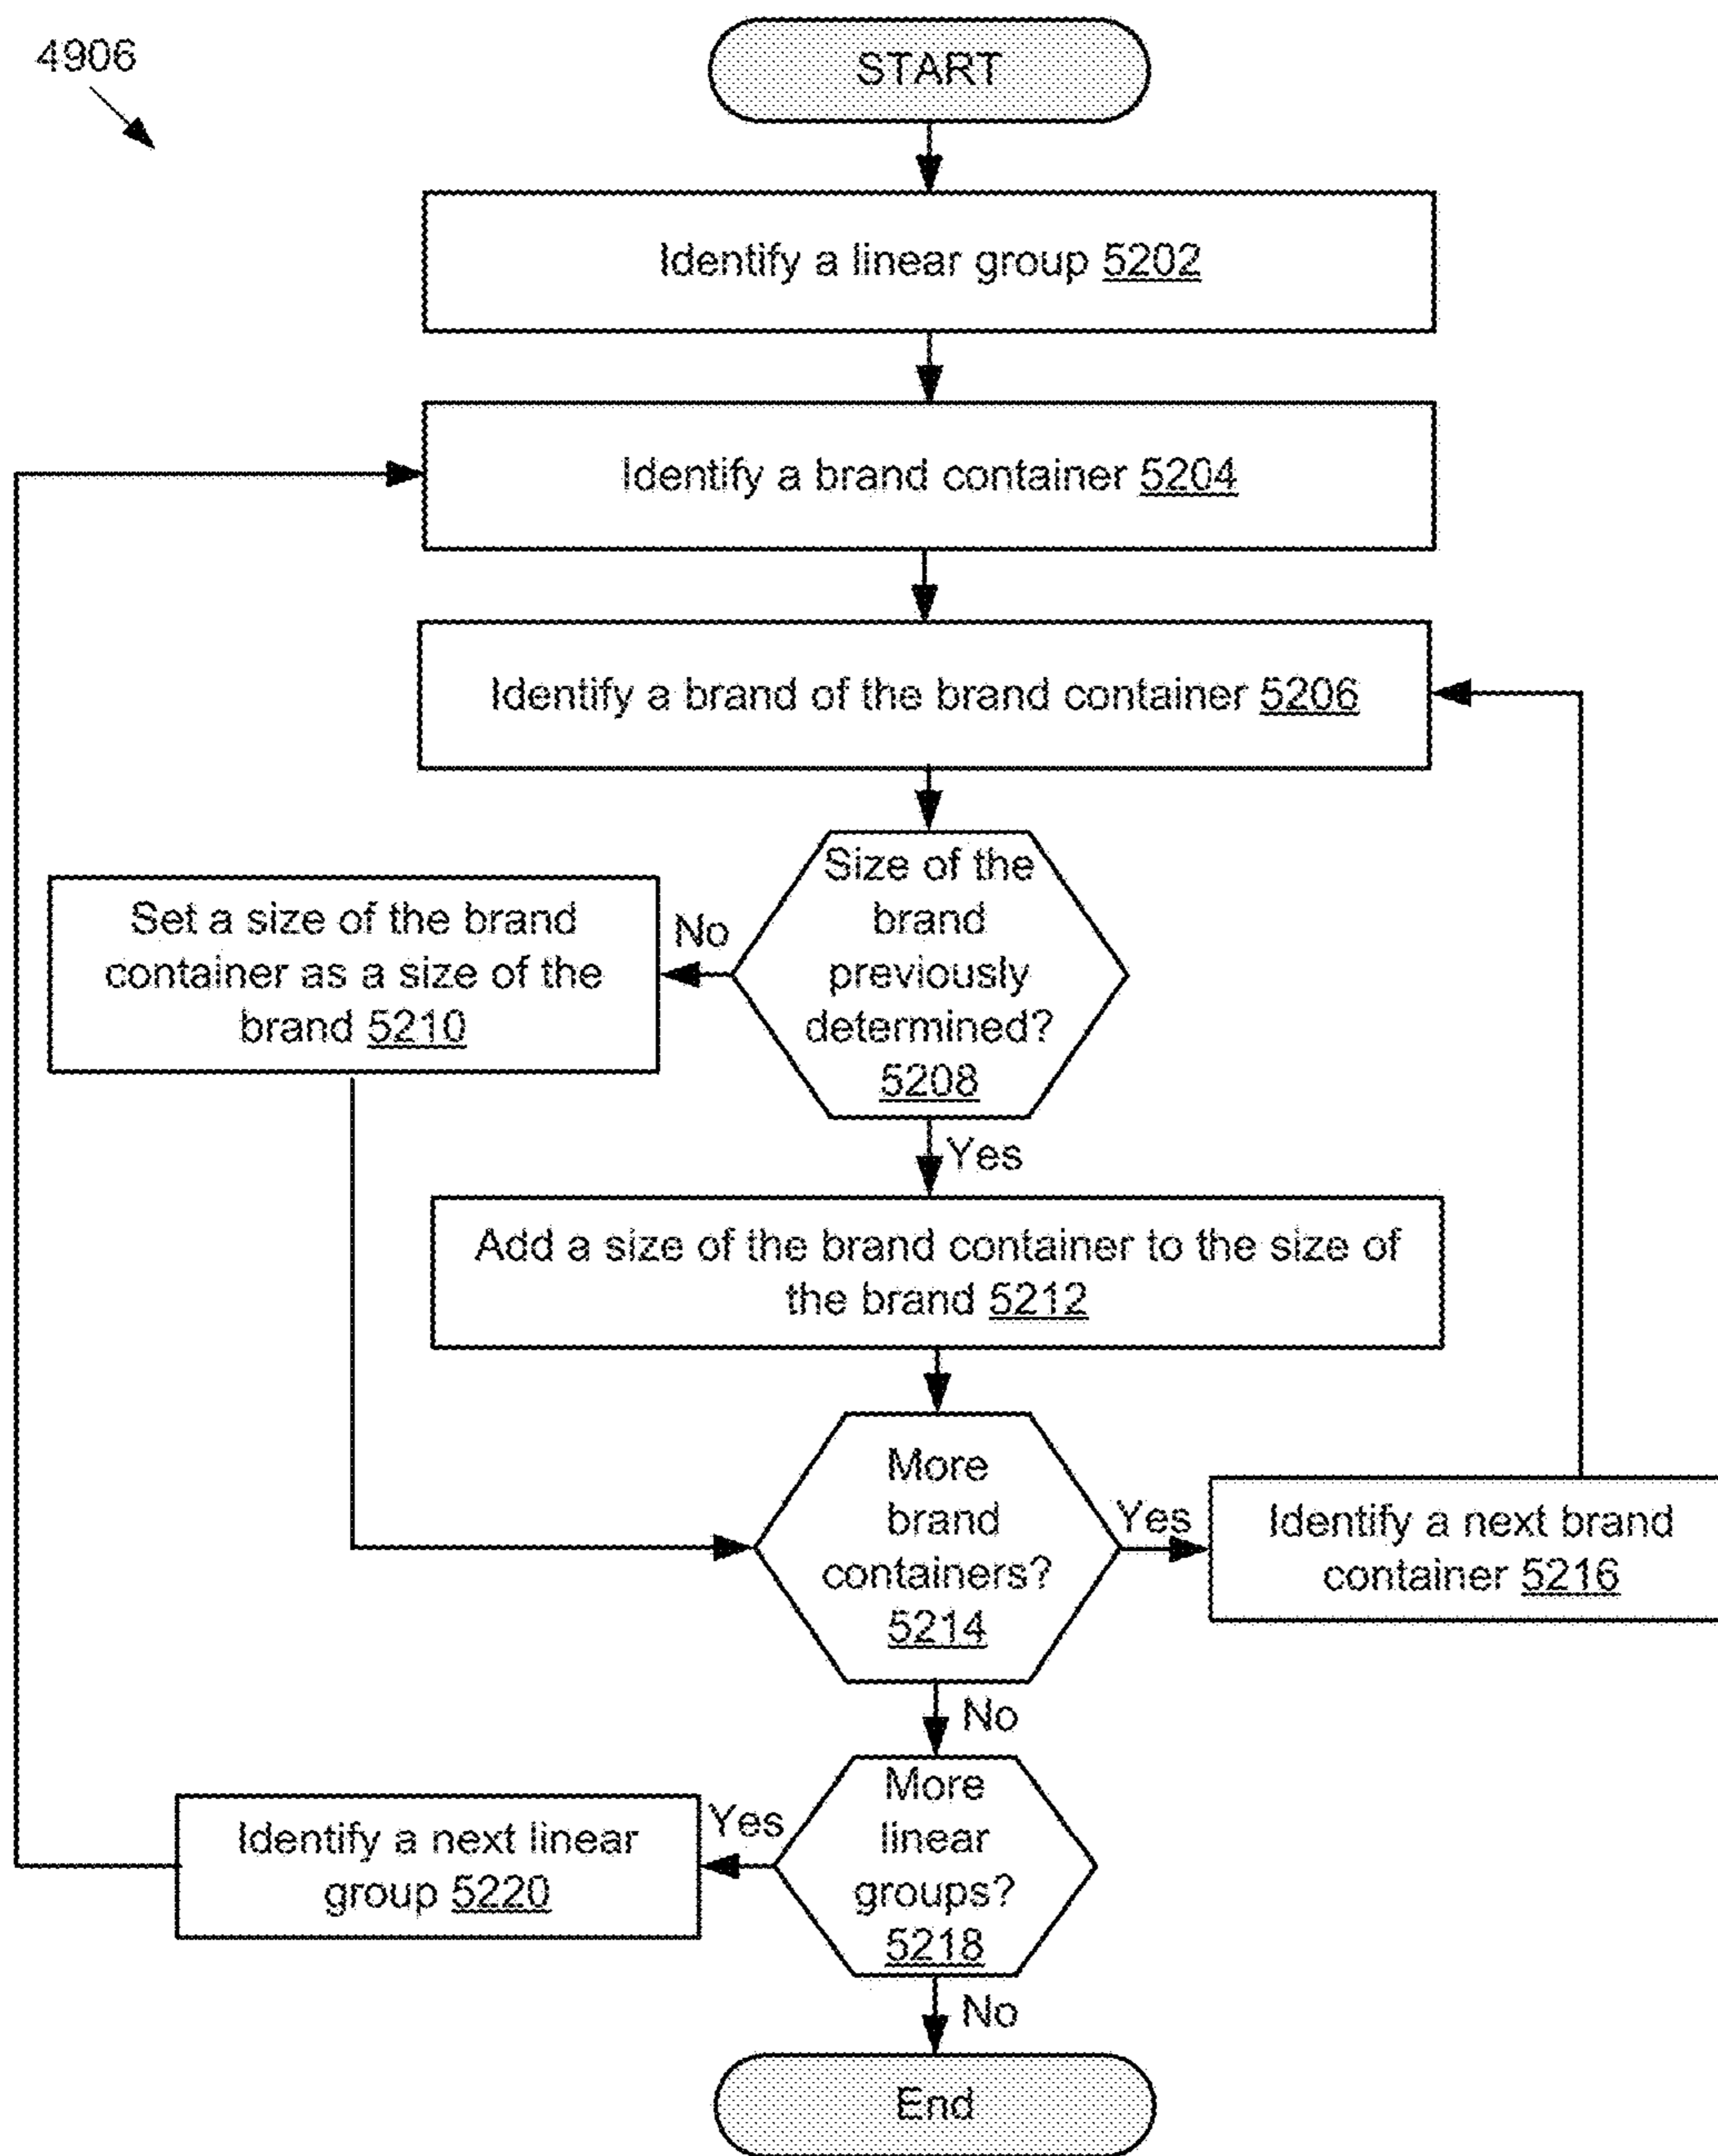 4906
START
Identify a linear group 5202
Identify a brand container 5204
Identify a brand of the brand container 5206
Size of the
brand
previously
determined?
5208
No
Set a size of the brand
container as a size of the
brand 5210
Yes
Add a size of the brand container to the size of
the brand 5212
More
brand
containers?
5214
Yes
Identify a next brand
container 5216
No
More
linear
groups?
5218
Yes
Identify a next linear
group 5220
No
End